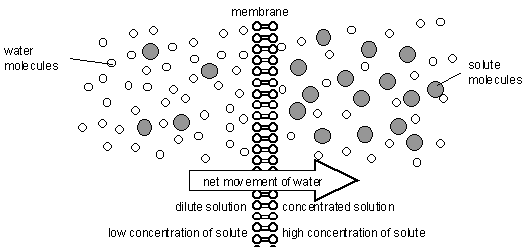 membrane
water
molecules
solute
molecules
net movement of water
dilute solution
concentrated solution
low concentration of solute
high concentration of solute